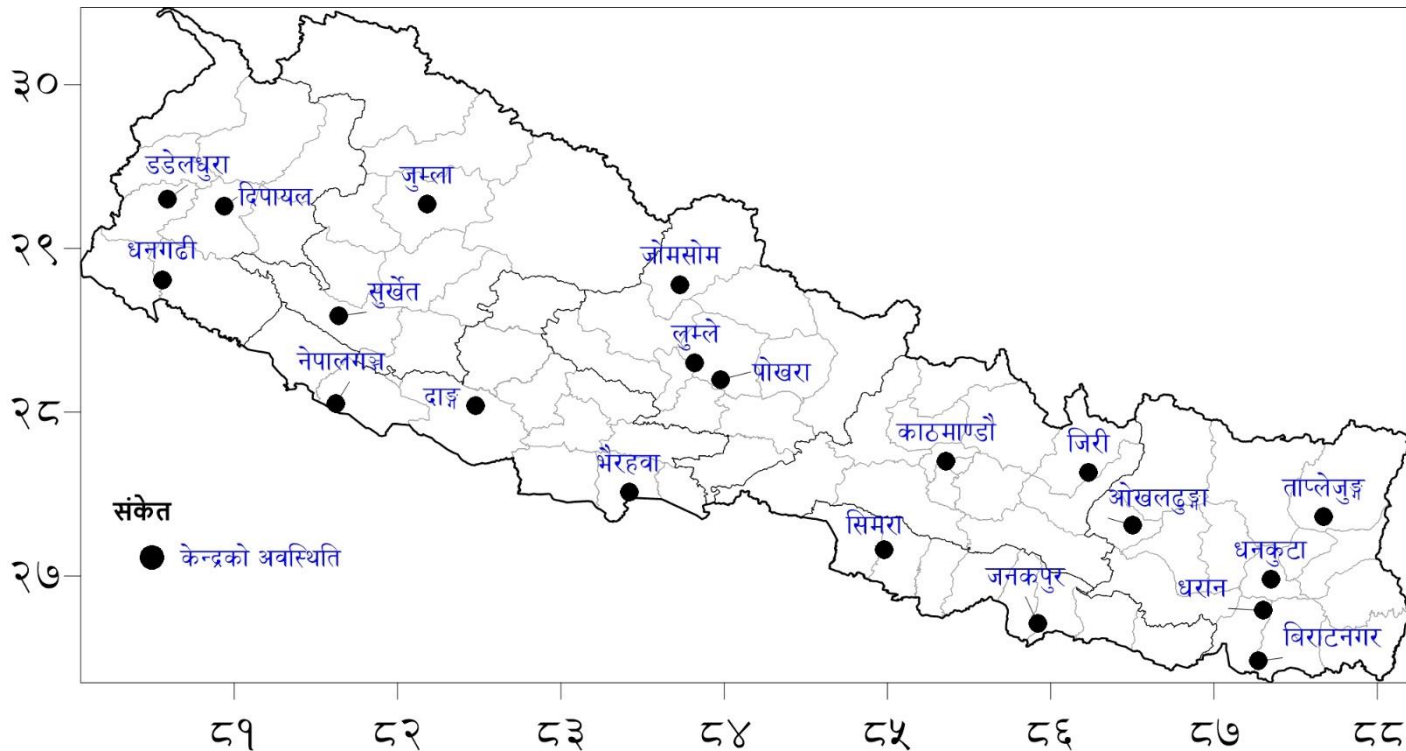 ३०
डडेलधुरा
जुम्ला
दिपायल
२९
धनगढी
जोमसोम
सुर्खेत
लुम्ले
नेपालगञ्ज
पोखरा
दाङ्ग
२८
काठमाण्डौ
जिरी
भैरहवा
ताप्लेजुङ्ग
ओखलढुङ्गा
संकेत
सिमरा
केन्द्रको अवस्थिति
धनकुटा
२७
जनकपुर
धरान
बिराटनगर
८१ ८२ ८३ ८४ ८५ ८६ ८७ ८८